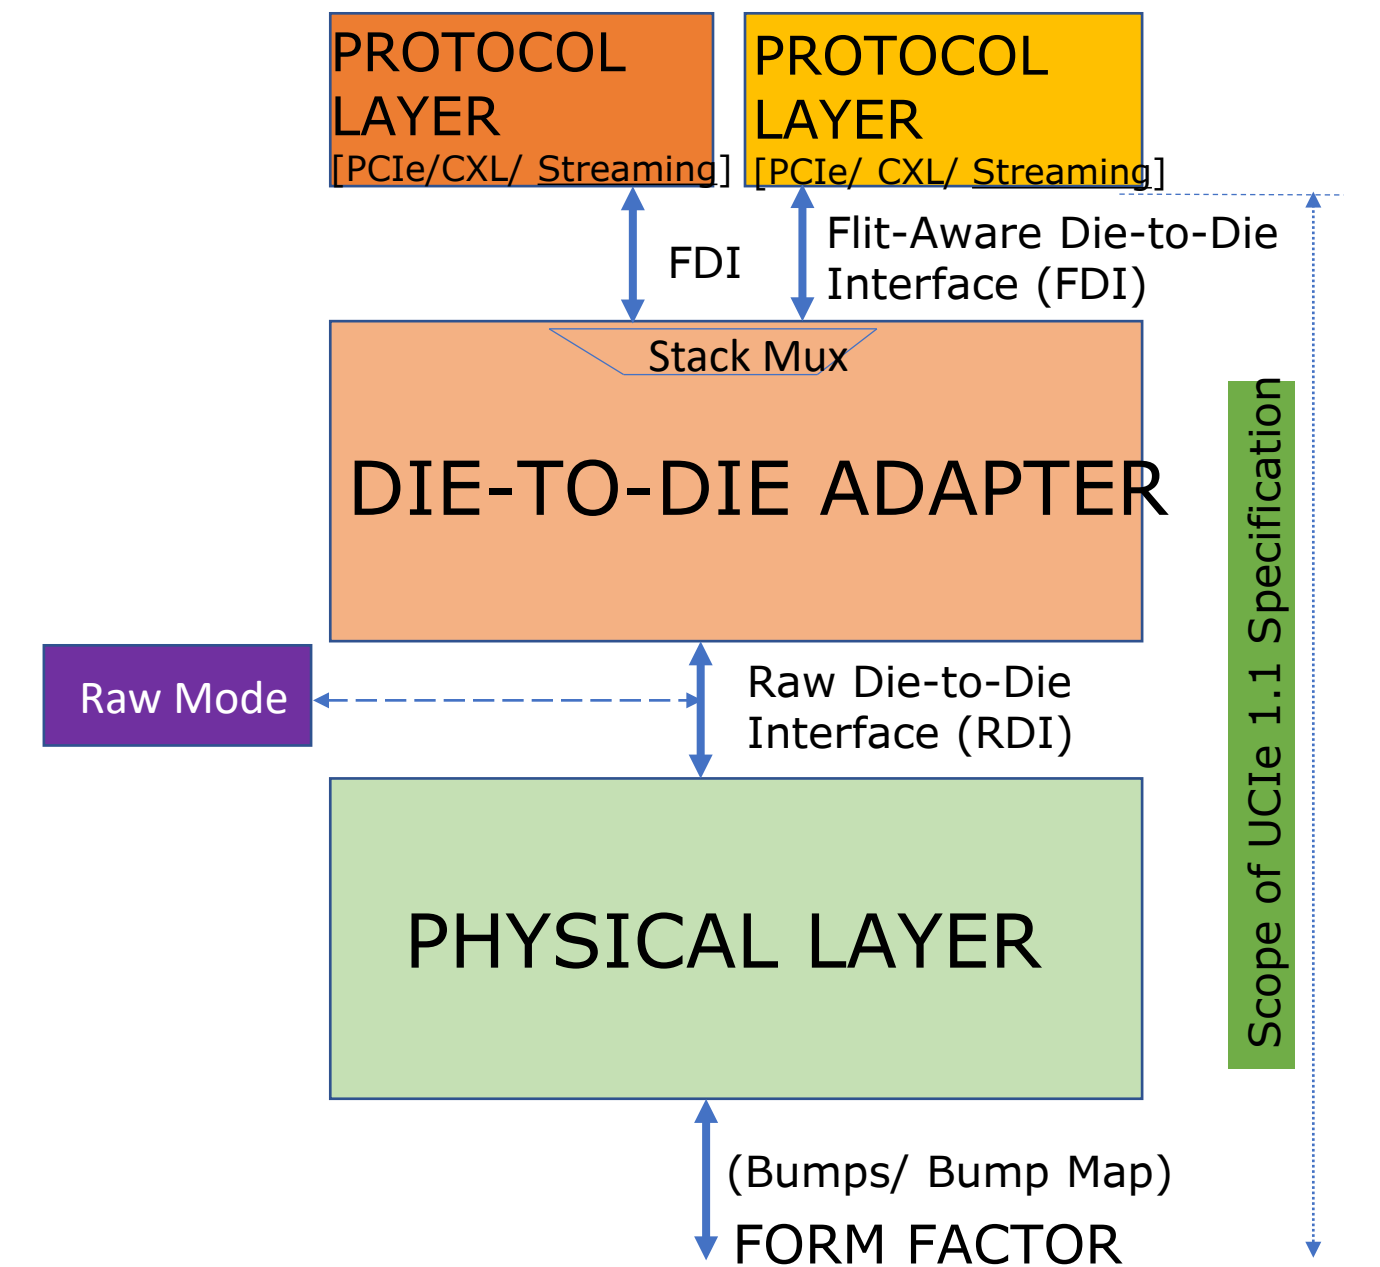 PROTOCOL
LAYER
[PCIe/CXL/ Streaming]
PROTOCOL
LAYER
[PCIe/ CXL/ Streaming]
FDI
Flit-Aware Die-to-Die
Interface (FDI)
Stack Mux
DIE-TO-DIE ADAPTER
Raw Mode
Raw Die-to-Die
Interface (RDI)
PHYSICAL LAYER
(Bumps/ Bump Map)
FORM FACTOR
Scope of UCIe 1.1 Specification